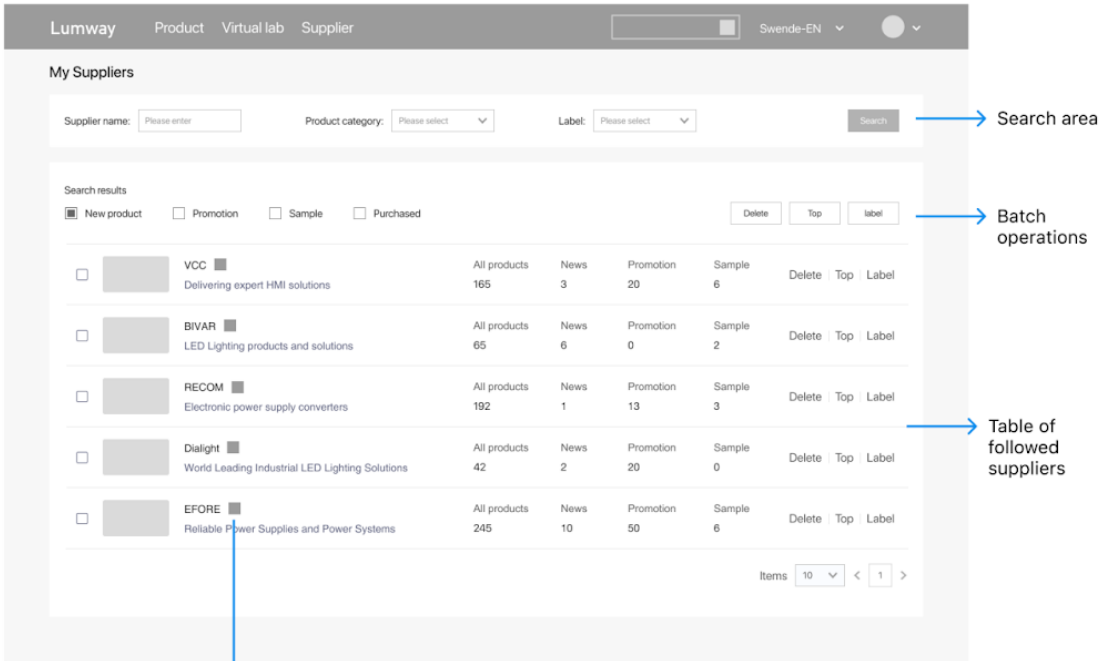 Lumway Product Virtual lab Supplier Swende-EN
My Suppliers
Supplier name: Please enter Product category: Please select Label: Please select Search
Search area
Search results
New product Promotion Sample Purchased Delete Top label
Batch
operations
VCC All products News Promotion Sample
Delivering expert HMI solutions 165 3 20 6 Delete Top Label
BIVAR All products News Promotion Sample
LED Lighting products and solutions 65 6 0 2 Delete Top Label
RECOM All products News Promotion Sample
Electronic power supply converters 192 1 13 3 Delete Top Label
Table of
followed
suppliers
Dialight All products News Promotion Sample
World Leading Industrial LED Lighting Solutions 42 2 20 0 Delete Top Label
EFORE All products News Promotion Sample
Reliable Power Supplies and Power Systems 245 10 50 6 Delete Top Label
Items 10 < 1 >